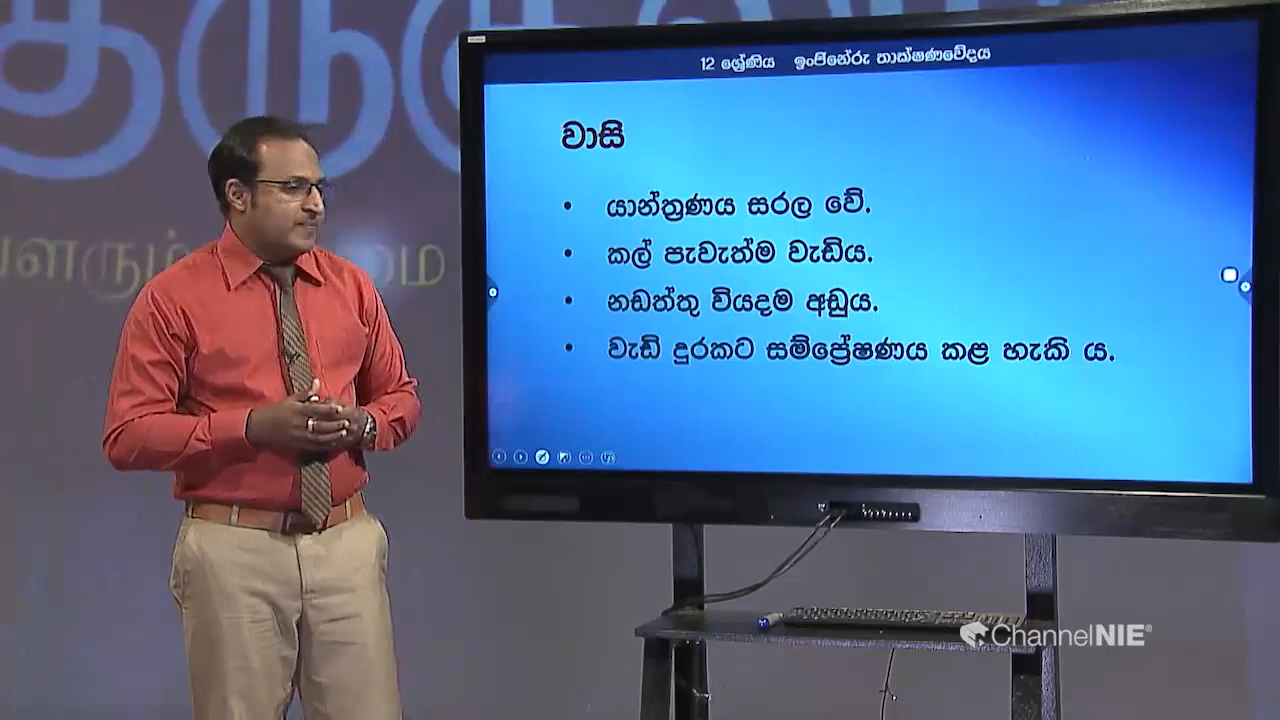 12 ශ්‍රේණිය ඉංජිනේරු තාක්ෂණවේදය
වාසි
• යාන්ත්‍රණය සරල වේ.
• කල් පැවැත්ම වැඩිය.
• නඩත්තු වියදම අඩුය.
• වැඩි දුරකට සම්ප්‍රේෂණය කළ හැකි ය.
ChannelNIE®